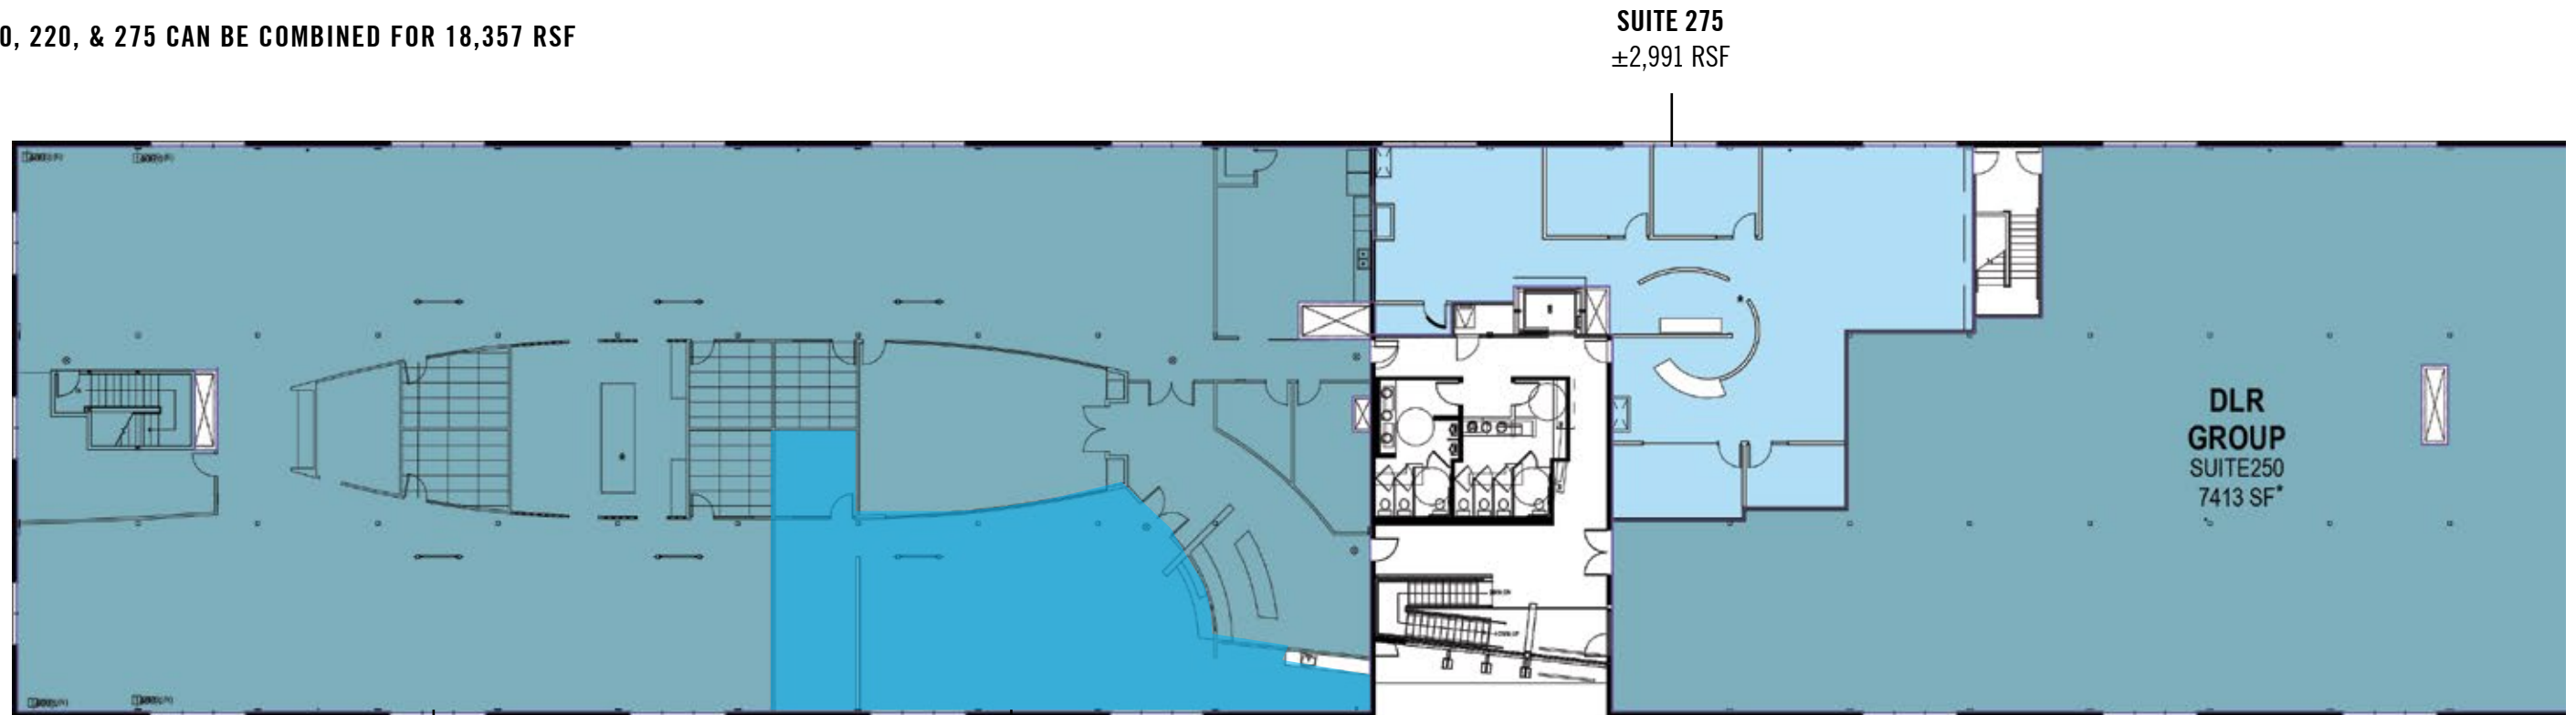 0, 220, & 275 CAN BE COMBINED FOR 18,357 RSF
SUITE 275
±2,991 RSF
DLR
GROUP
SUITE250
7413 SF*